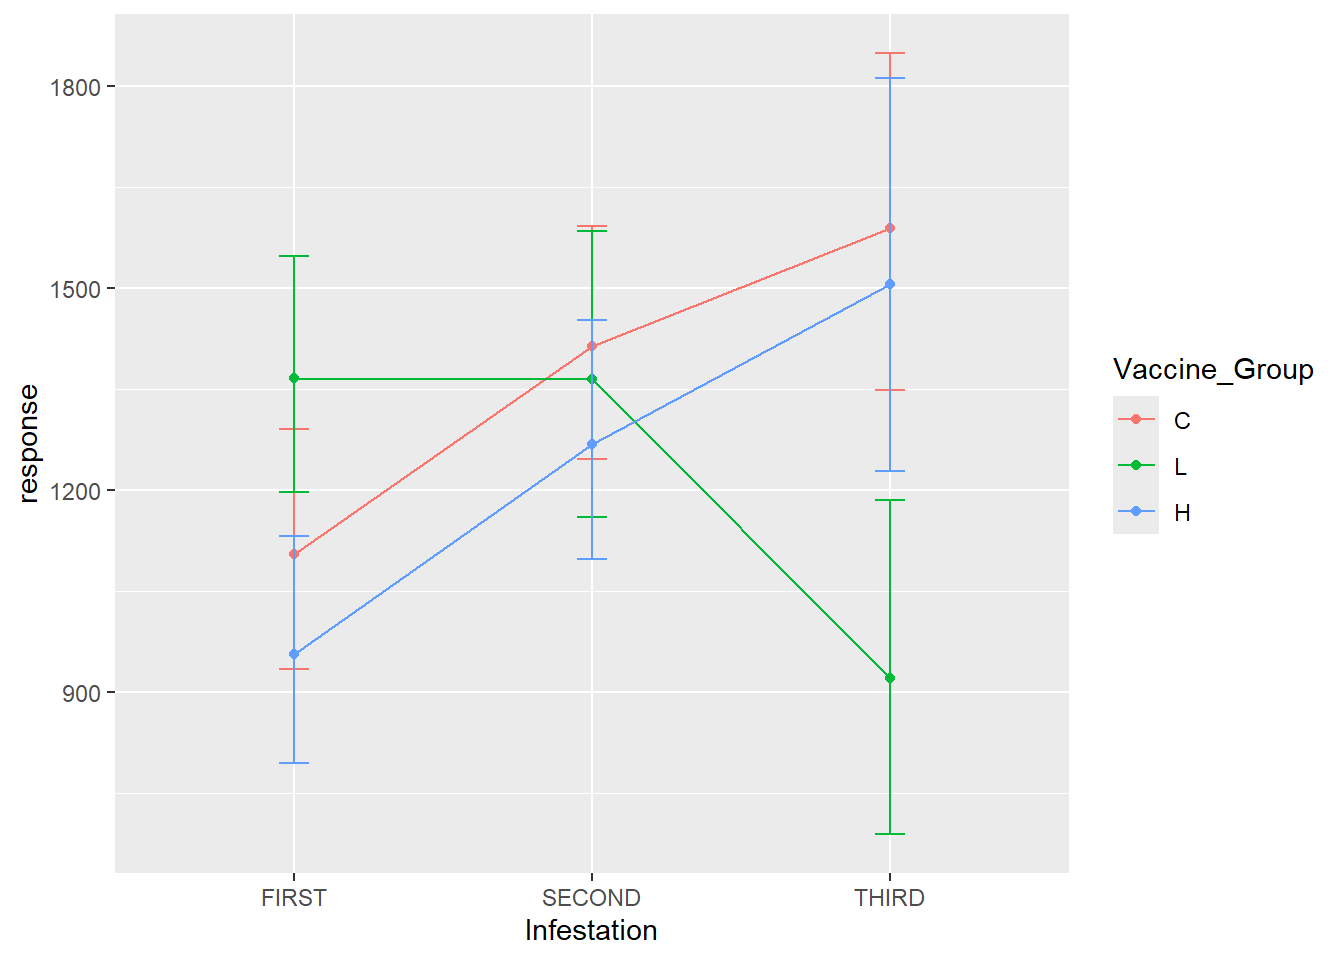 1800
1500
1200
900
response
FIRST SECOND THIRD
Infestation
Vaccine_Group
C
L
H